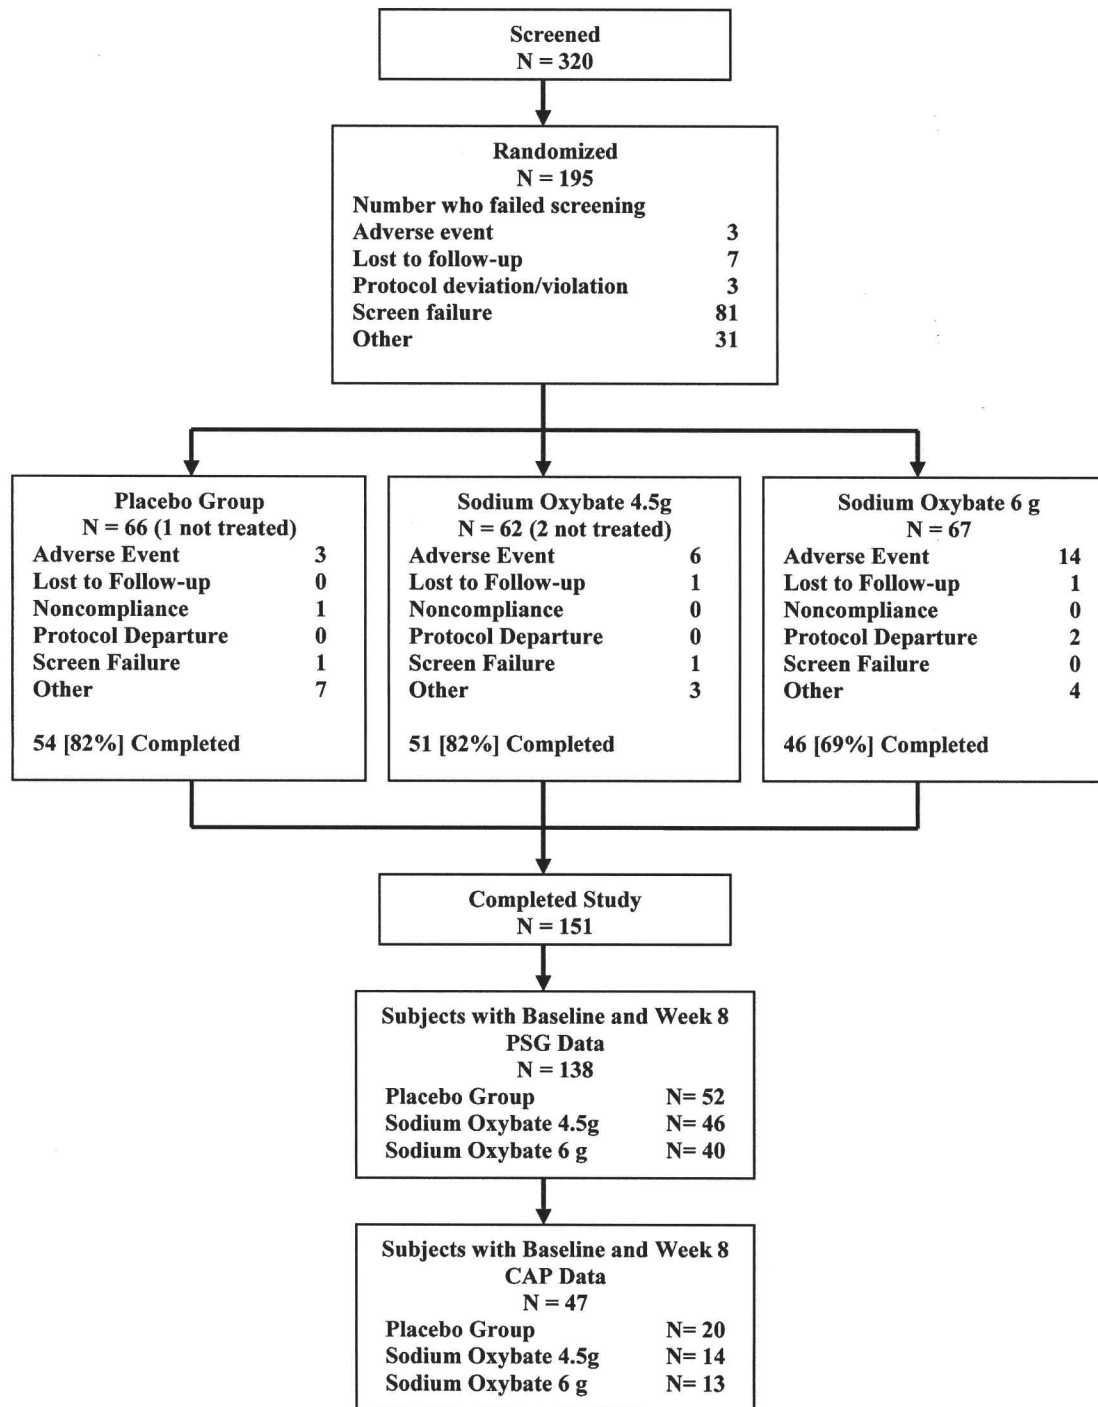 Screened
N = 320
Randomized
N = 195
Number who failed screening
Adverse event 3
Lost to follow-up 7
Protocol deviation/violation 3
Screen failure 81
Other 31
Placebo Group
N = 66 (1 not treated)
Adverse Event 3
Lost to Follow-up 0
Noncompliance 1
Protocol Departure 0
Screen Failure 1
Other 7
54 [82%] Completed
Sodium Oxybate 4.5g
N = 62 (2 not treated)
Adverse Event 6
Lost to Follow-up 1
Noncompliance 0
Protocol Departure 0
Screen Failure 1
Other 3
51 [82%] Completed
Sodium Oxybate 6 g
N = 67
Adverse Event 14
Lost to Follow-up 1
Noncompliance 0
Protocol Departure 2
Screen Failure 0
Other 4
46 [69%] Completed
Completed Study
N = 151
Subjects with Baseline and Week 8
PSG Data
N = 138
Placebo Group N= 52
Sodium Oxybate 4.5g N= 46
Sodium Oxybate 6 g N= 40
Subjects with Baseline and Week 8
CAP Data
N = 47
Placebo Group N= 20
Sodium Oxybate 4.5g N= 14
Sodium Oxybate 6 g N= 13